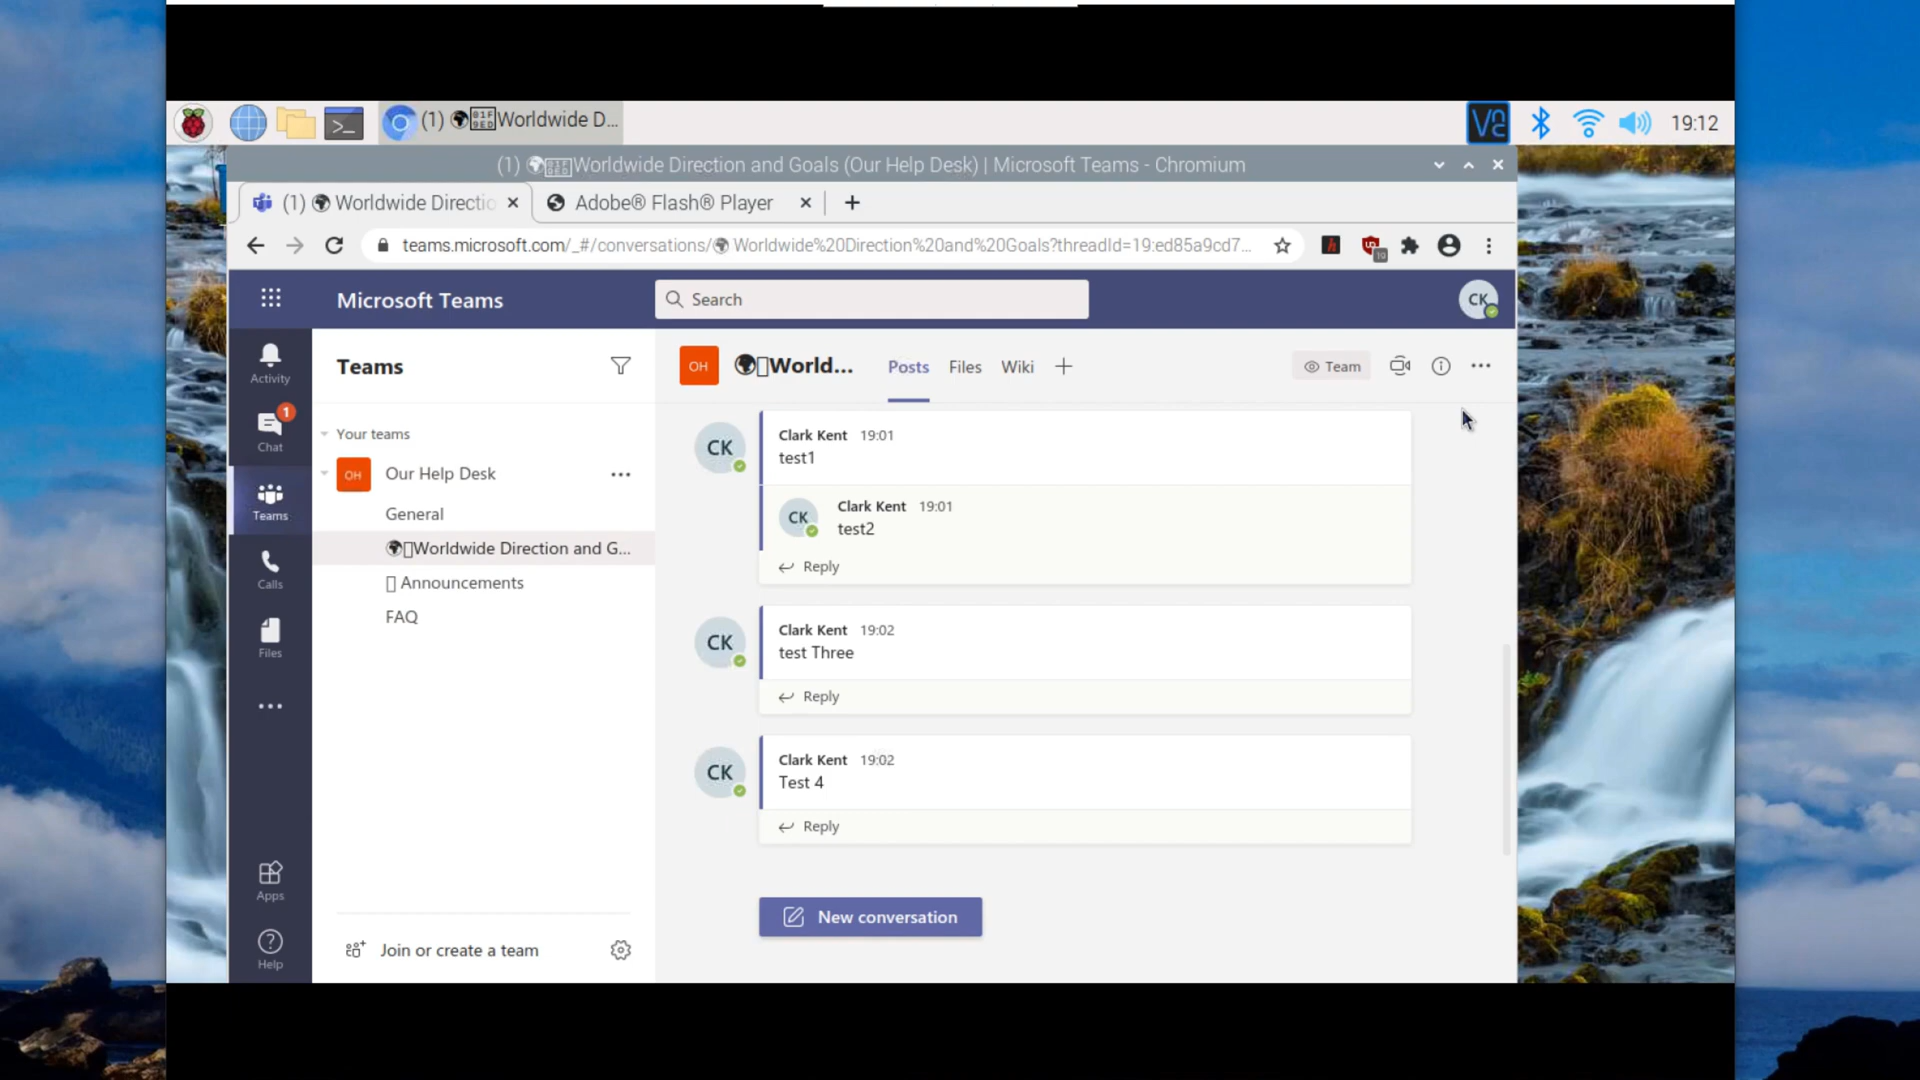 (1) 🌍Worldwide D...
19:12
(1) 🌍Worldwide Direction and Goals (Our Help Desk) | Microsoft Teams - Chromium
(1) 🌍 Worldwide Directio
Adobe® Flash® Player
teams.microsoft.com/_#/conversations/🌍 Worldwide%20Direction%20and%20Goals?threadId=19:ed85a9cd7...
19
Microsoft Teams
Search
CK
Activity
Chat
1
Teams
Calls
Files
Apps
Help
Teams
Your teams
OH
Our Help Desk
General
🌍Worldwide Direction and G...
Announcements
FAQ
Join or create a team
OH
🌍World...
Posts
Files
Wiki
Team
CK
Clark Kent 19:01
test1
CK
Clark Kent 19:01
test2
Reply
CK
Clark Kent 19:02
test Three
Reply
CK
Clark Kent 19:02
Test 4
Reply
New conversation